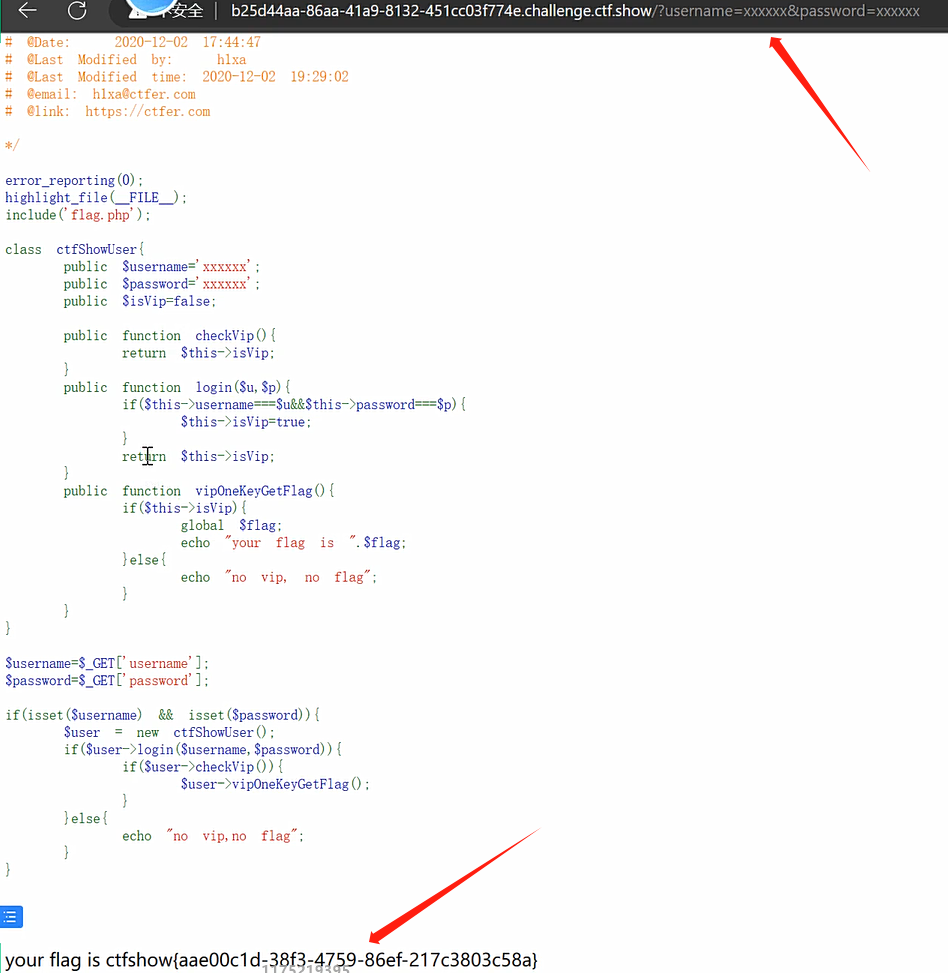 安全 b25d44aa-86aa-41a9-8132-451cc03f774e.challenge.ctf.show/?username=xxxxxx&password=xxxxxx
# @Date: 2020-12-02 17:44:47
# @Last Modified by: hlxa
# @Last Modified time: 2020-12-02 19:29:02
# @email: hlxa@ctfer.com
# @link: https://ctfer.com
*/
error_reporting(0);
highlight_file(__FILE__);
include('flag.php');
class ctfShowUser{
public $username='xxxxxx';
public $password='xxxxxx';
public $isVip=false;
public function checkVip(){
return $this->isVip;
}
public function login($u,$p){
if($this->username===$u&&$this->password===$p){
$this->isVip=true;
}
return $this->isVip;
}
public function vipOneKeyGetFlag(){
if($this->isVip){
global $flag;
echo "your flag is ".$flag;
}else{
echo "no vip, no flag";
}
}
}
$username=$_GET['username'];
$password=$_GET['password'];
if(isset($username) && isset($password)){
$user = new ctfShowUser();
if($user->login($username,$password)){
if($user->checkVip()){
$user->vipOneKeyGetFlag();
}
}else{
echo "no vip,no flag";
}
}
your flag is ctfshow{aae00c1d-38f3-4759-86ef-217c3803c58a}